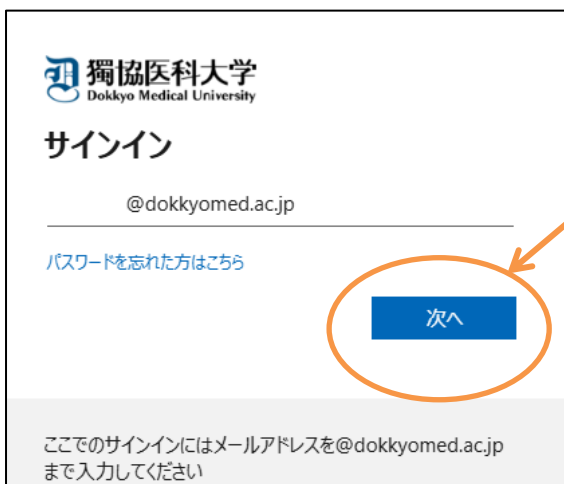 獨協医科大学
Dokkyo Medical University
サインイン
@dokkyomed.ac.jp
パスワードを忘れた方はこちら
次へ
ここでのサインインにはメールアドレスを@dokkyomed.ac.jp
まで入力してください